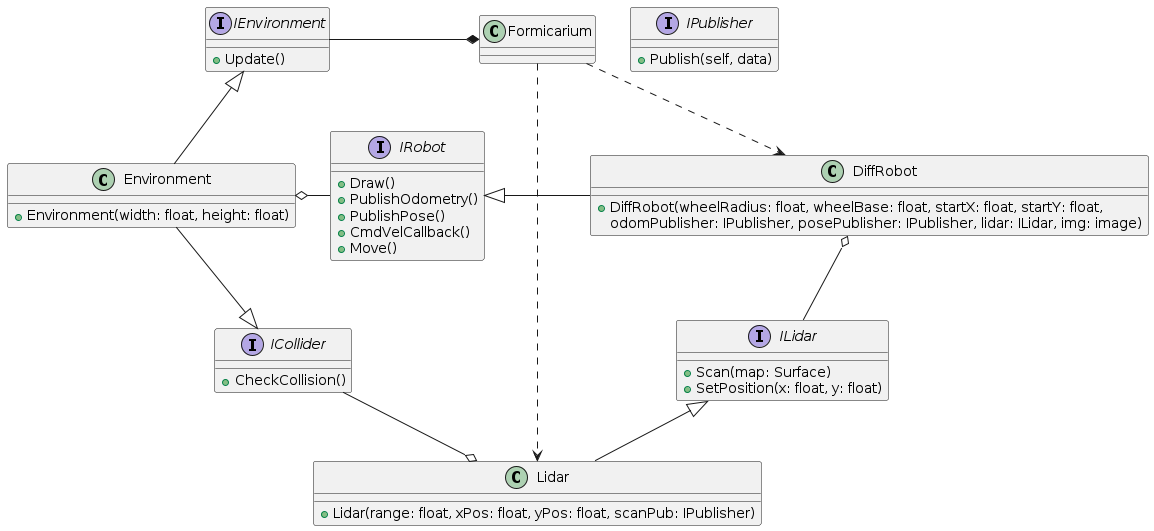 I IEnvironment
Update()
C Formicarium
I IPublisher
Publish(self, data)
C Environment
Environment(width: float, height: float)
I IRobot
Draw()
PublishOdometry()
PublishPose()
CmdVelCallback()
Move()
C DiffRobot
DiffRobot(wheelRadius: float, wheelBase: float, startX: float, startY: float,
odomPublisher: IPublisher, posePublisher: IPublisher, lidar: ILidar, img: image)
I ICollider
CheckCollision()
I ILidar
Scan(map: Surface)
SetPosition(x: float, y: float)
C Lidar
Lidar(range: float, xPos: float, yPos: float, scanPub: IPublisher)